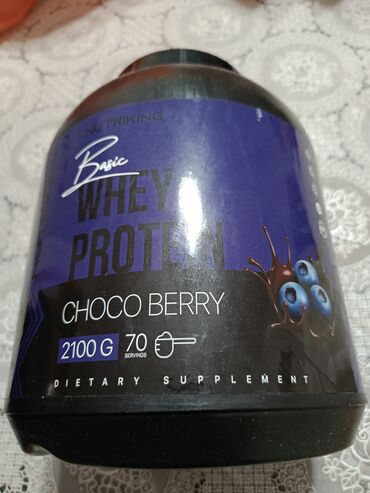 NUTRIKING
Basic
WHEY
PROTEIN
CHOCO BERRY
2100 G 70
SERVINGS
DIETARY SUPPLEMENT